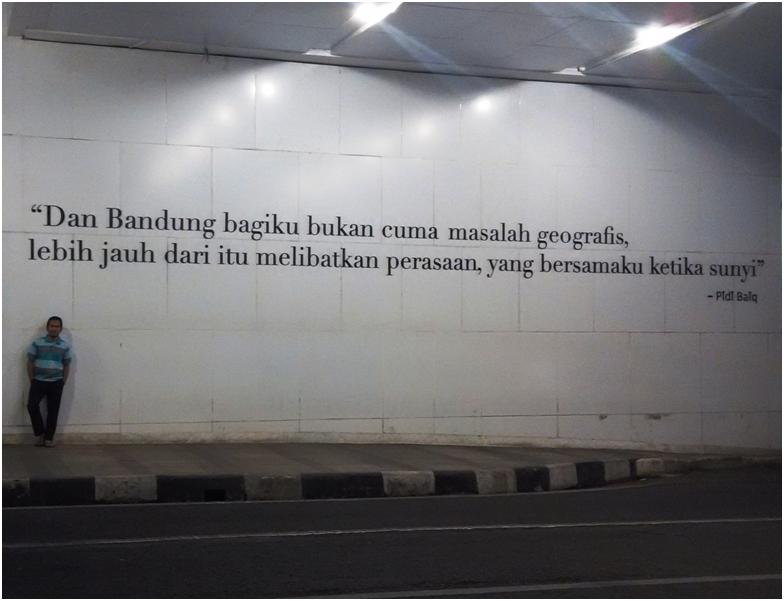 “Dan Bandung bagiku bukan cuma masalah geografis,
lebih jauh dari itu melibatkan perasaan, yang bersamaku ketika sunyi”
– Pidi Baiq